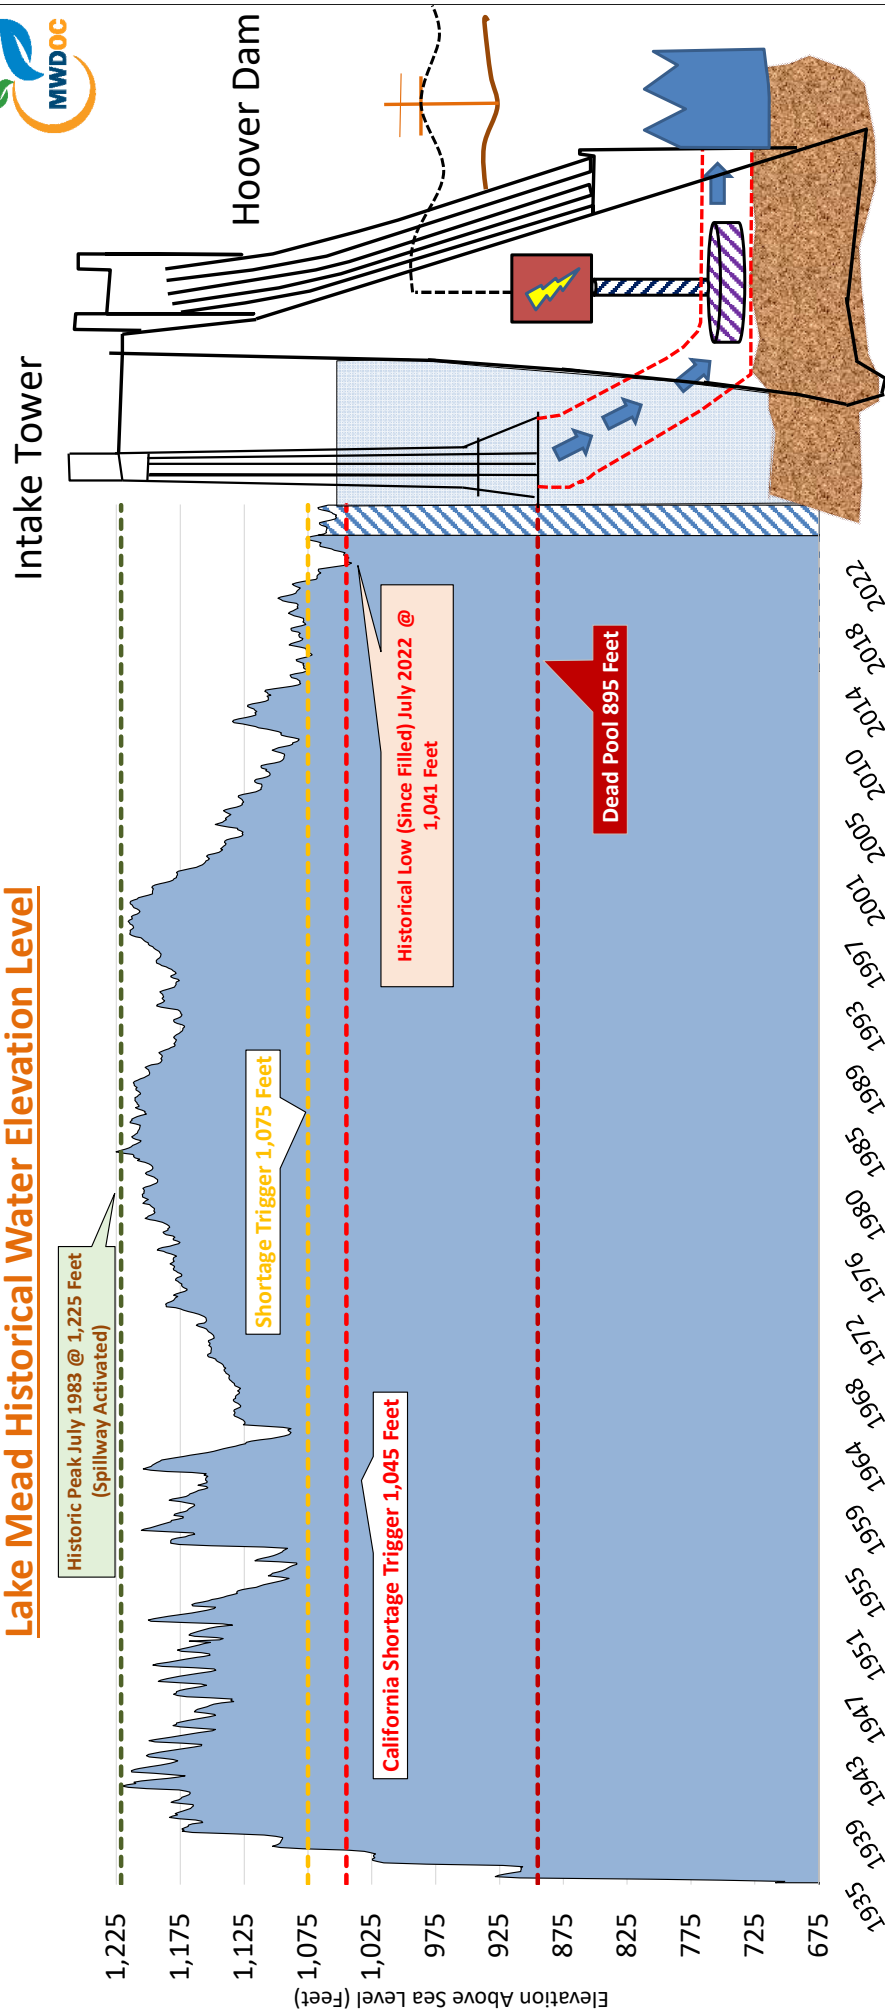 Lake Mead Historical Water Elevation Level
MWDOC
Intake Tower
Hoover Dam
Historic Peak July 1983 @ 1,225 Feet
(Spillway Activated)
Shortage Trigger 1,075 Feet
California Shortage Trigger 1,045 Feet
Historical Low (Since Filled) July 2022 @
1,041 Feet
Dead Pool 895 Feet
Elevation Above Sea Level (Feet)
1,225
1,175
1,125
1,075
1,025
975
925
875
825
775
725
675
1935
1939
1943
1947
1951
1955
1959
1964
1968
1972
1976
1980
1985
1989
1993
1997
2001
2005
2010
2014
2018
2022